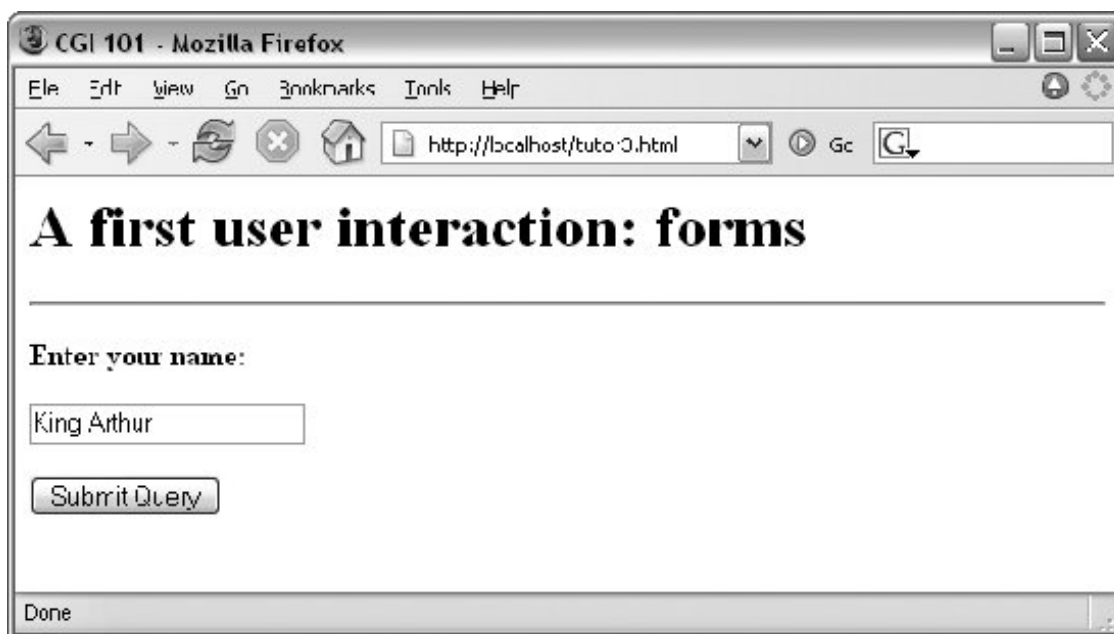 CGI 101 - Mozilla Firefox
File Edit View Go Bookmarks Tools Help
http://localhost/tutor0.html Go G
A first user interaction: forms
Enter your name:
King Arthur
Submit Query
Done